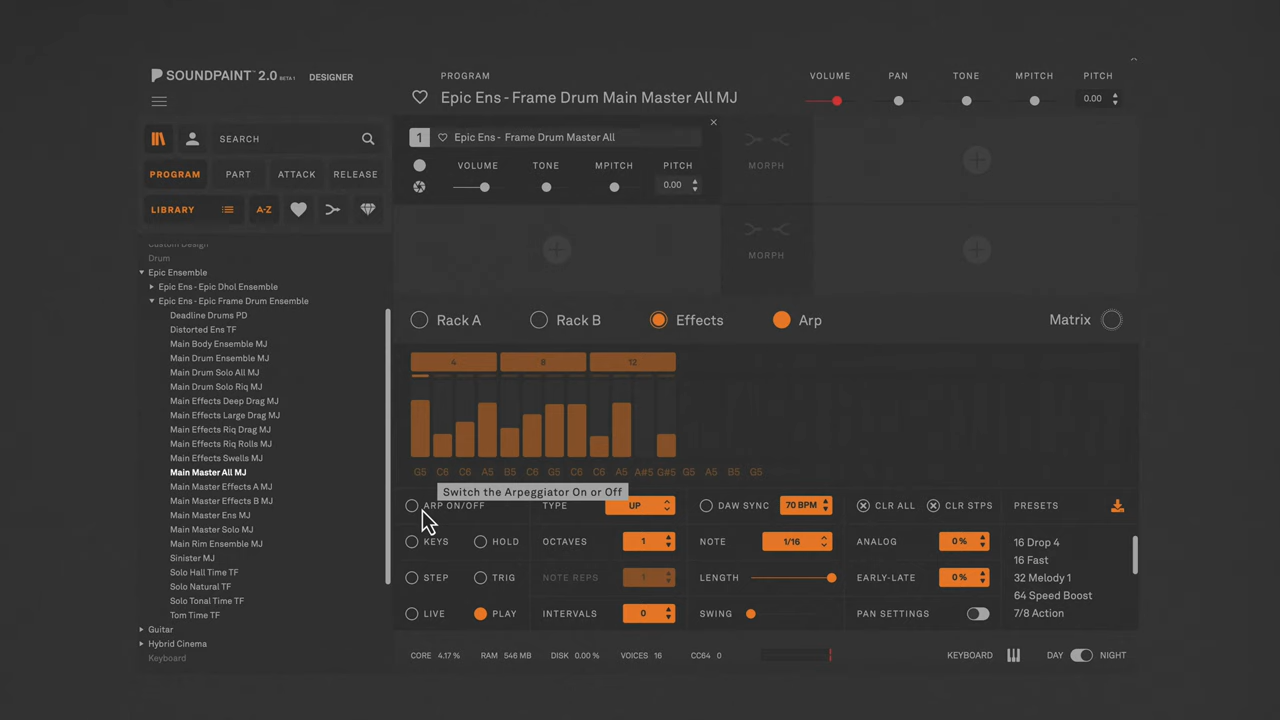 SOUNDPAINT™ 2.0 BETA 1 DESIGNER
PROGRAM
Epic Ens - Frame Drum Main Master All MJ
VOLUME PAN TONE MPITCH PITCH
0.00
SEARCH
PROGRAM PART ATTACK RELEASE
LIBRARY A-Z
Custom Design
Drum
Epic Ensemble
Epic Ens - Epic Dhol Ensemble
Epic Ens - Epic Frame Drum Ensemble
Deadline Drums PD
Distorted Ens TF
Main Body Ensemble MJ
Main Drum Ensemble MJ
Main Drum Solo All MJ
Main Drum Solo Riq MJ
Main Effects Deep Drag MJ
Main Effects Large Drag MJ
Main Effects Riq Drag MJ
Main Effects Riq Rolls MJ
Main Effects Swells MJ
Main Master All MJ
Main Master Effects A MJ
Main Master Effects B MJ
Main Master Ens MJ
Main Master Solo MJ
Main Rim Ensemble MJ
Sinister MJ
Solo Hall Time TF
Solo Natural TF
Solo Tonal Time TF
Tom Time TF
Guitar
Hybrid Cinema
Keyboard
1 Epic Ens - Frame Drum Master All
VOLUME TONE MPITCH PITCH
0.00
MORPH
MORPH
Rack A Rack B Effects Arp Matrix
4 8 12
G5 C6 C6 A5 B5 C6 G5 C6 C6 A5 A#5 G#5 G5 A5 B5 G5
Switch the Arpeggiator On or Off
ARP ON/OFF TYPE UP DAW SYNC 70 BPM CLR ALL CLR STPS PRESETS
KEYS HOLD OCTAVES 1 NOTE 1/16 ANALOG 0% 16 Drop 4
16 Fast
STEP TRIG NOTE REPS 1 LENGTH EARLY-LATE 0% 32 Melody 1
64 Speed Boost
LIVE PLAY INTERVALS 0 SWING PAN SETTINGS 7/8 Action
CORE 4.17 % RAM 546 MB DISK 0.00 % VOICES 16 CC64 0 KEYBOARD DAY NIGHT